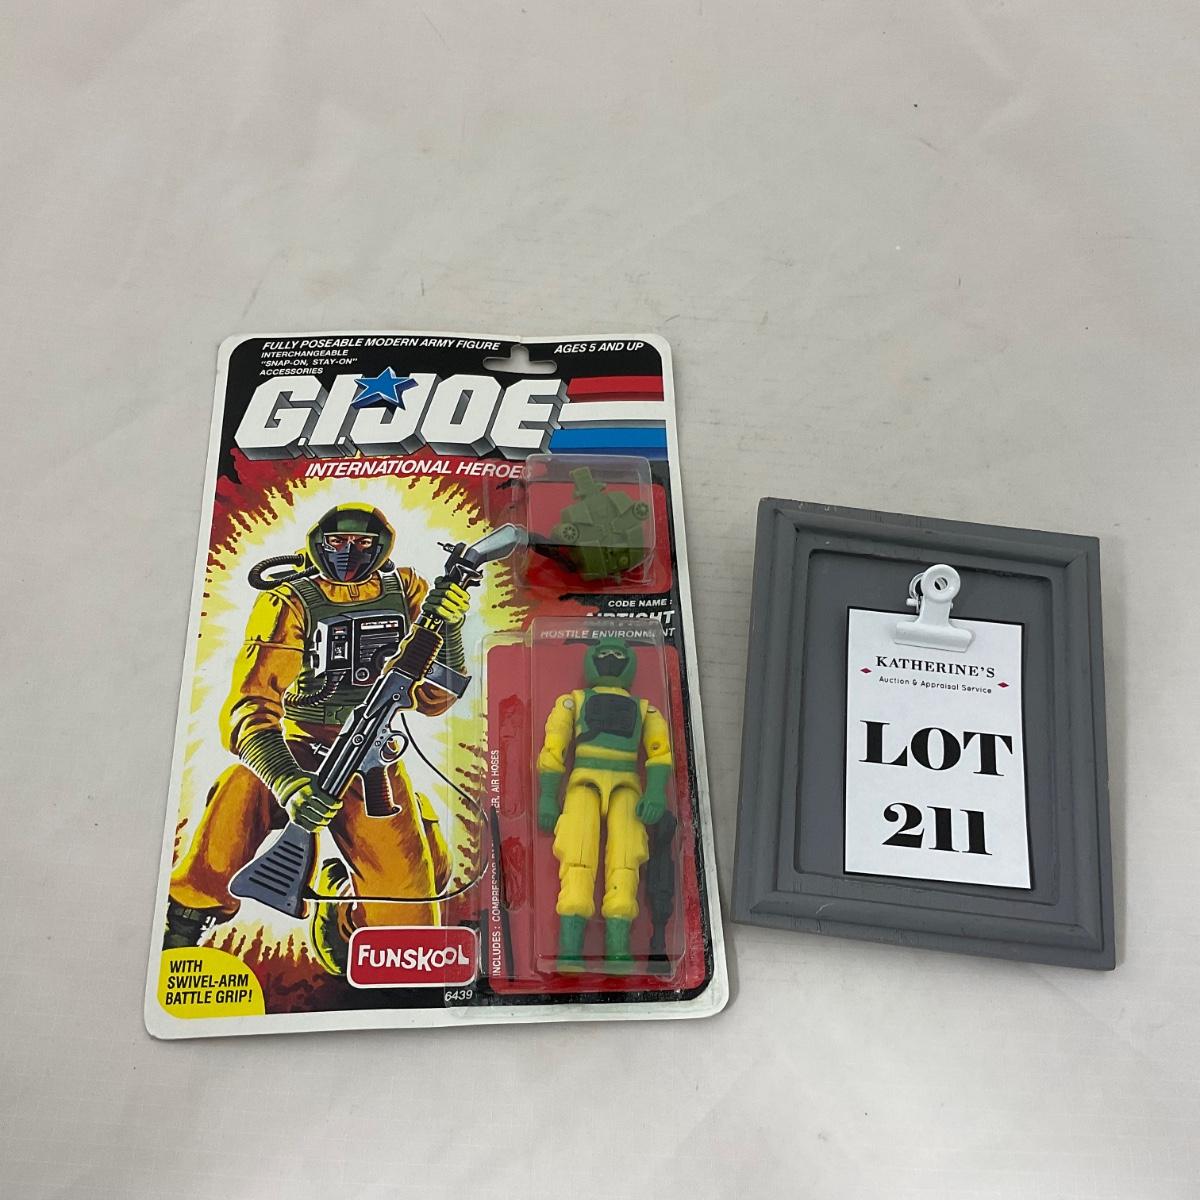 FULLY POSEABLE MODERN ARMY FIGURE
INTERCHANGEABLE
"SNAP-ON, STAY-ON"
ACCESSORIES
AGES 5 AND UP
G.I.JOE
INTERNATIONAL HEROES
CODE NAME :
AIRTIGHT
HOSTILE ENVIRONMENT
INCLUDES: COMPRESSOR AIR HOSES
WITH
SWIVEL-ARM
BATTLE GRIP!
FUNSKOOL
6439
KATHERINE'S
Auction & Appraisal Service
LOT
211